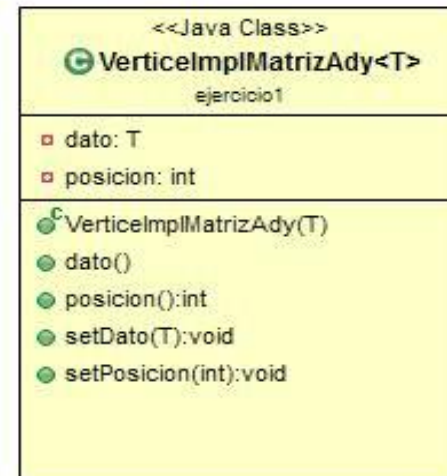 <<Java Class>>
VerticeImplMatrizAdy<T>
ejercicio1
dato: T
posicion: int
VerticeImplMatrizAdy(T)
dato()
posicion():int
setDato(T):void
setPosicion(int):void